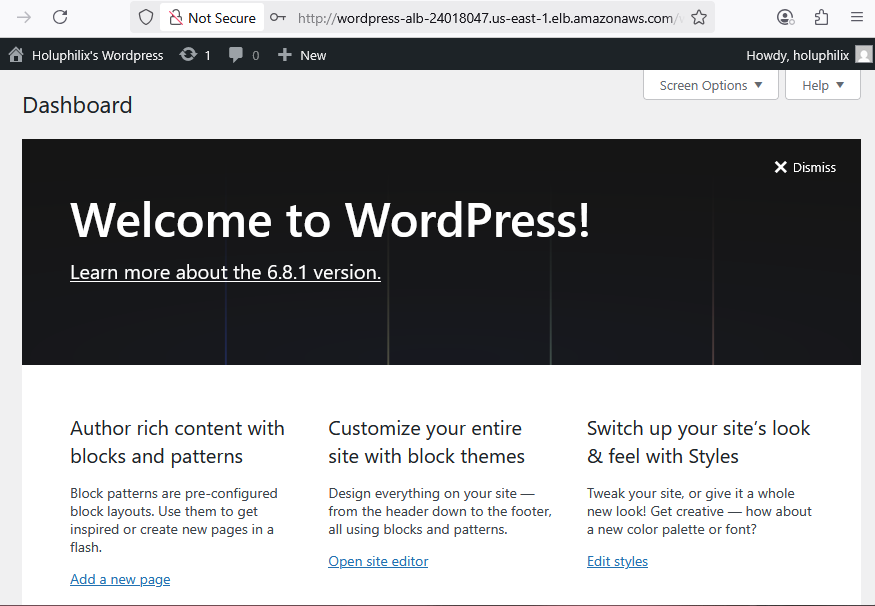 Not Secure http://wordpress-alb-24018047.us-east-1.elb.amazonaws.com/
Holuphilix's Wordpress 1 0 New Howdy, holuphilix
Screen Options Help
Dashboard
Dismiss
Welcome to WordPress!
Learn more about the 6.8.1 version.
Author rich content with
blocks and patterns
Block patterns are pre-configured
block layouts. Use them to get
inspired or create new pages in a
flash.
Add a new page
Customize your entire
site with block themes
Design everything on your site —
from the header down to the footer,
all using blocks and patterns.
Open site editor
Switch up your site’s look
& feel with Styles
Tweak your site, or give it a whole
new look! Get creative — how about
a new color palette or font?
Edit styles